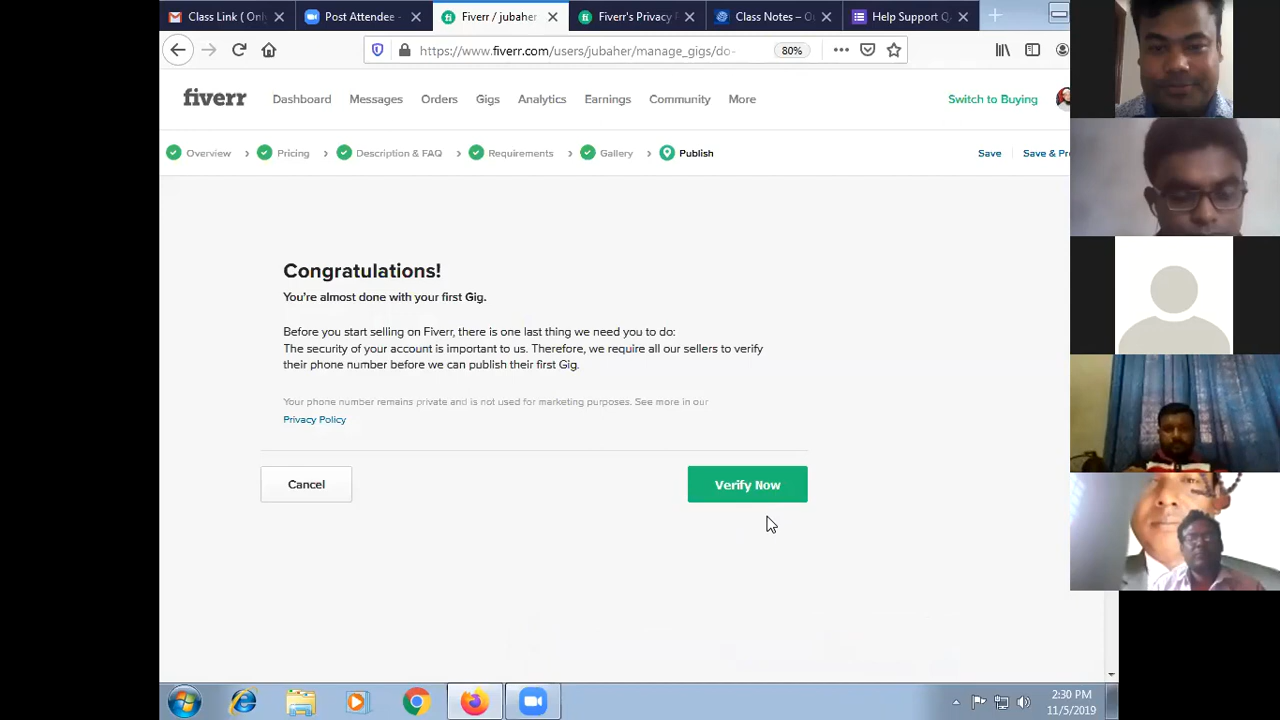 Class Link ( Onl
Post Attendee -
Fiverr / jubaher
Fiverr's Privacy P
Class Notes – On
Help Support Q
https://www.fiverr.com/users/jubaher/manage_gigs/do-
80%
fiverr
Dashboard
Messages
Orders
Gigs
Analytics
Earnings
Community
More
Switch to Buying
Overview
Pricing
Description & FAQ
Requirements
Gallery
Publish
Save
Save & Pr
Congratulations!
You're almost done with your first Gig.
Before you start selling on Fiverr, there is one last thing we need you to do:
The security of your account is important to us. Therefore, we require all our sellers to verify
their phone number before we can publish their first Gig.
Your phone number remains private and is not used for marketing purposes. See more in our
Privacy Policy
Cancel
Verify Now
2:30 PM
11/5/2019